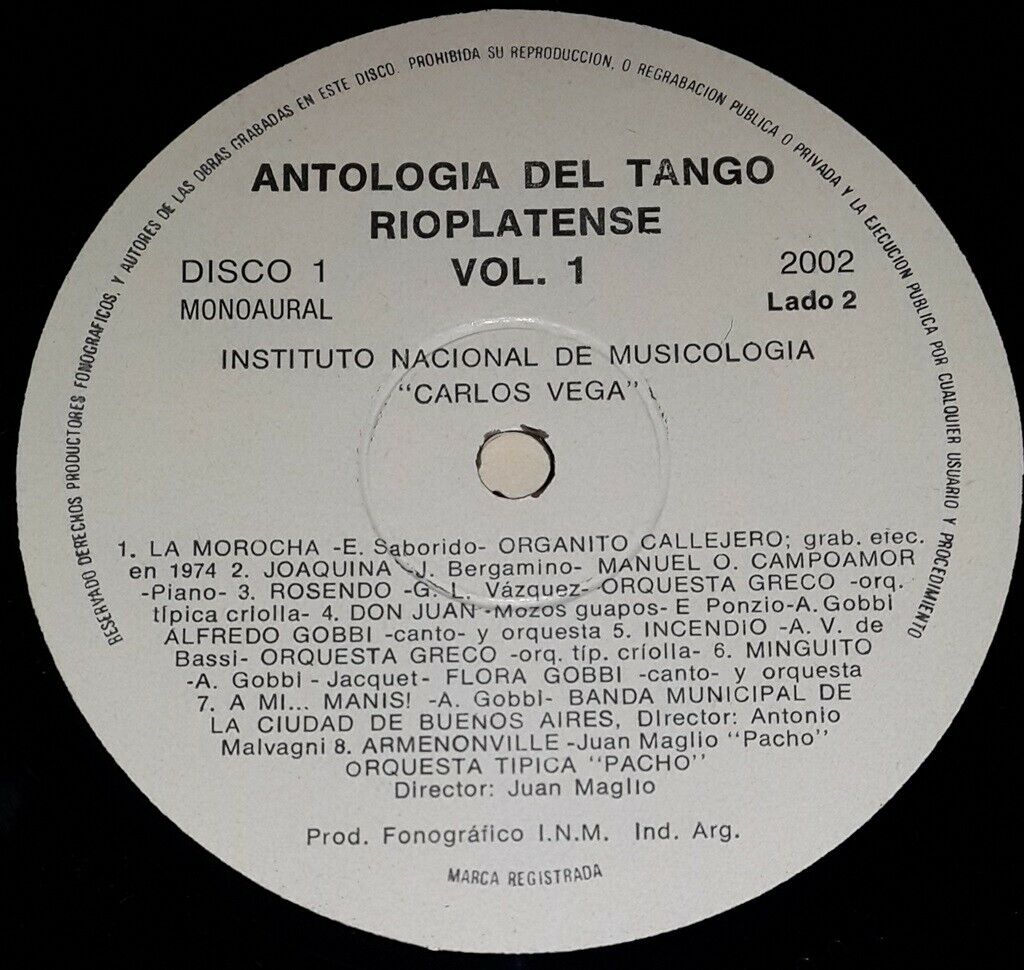 RESERVADO DERECHOS PRODUCTORES FONOGRAFICOS, Y AUTORES DE LAS OBRAS GRABADAS EN ESTE DISCO. PROHIBIDA SU REPRODUCCION, O REGRABACION PUBLICA O PRIVADA Y LA EJECUCION PUBLICA POR CUALQUIER USUARIO Y PROCEDIMIENTO
ANTOLOGIA DEL TANGO
RIOPLATENSE
DISCO 1 VOL. 1 2002
MONOAURAL Lado 2
INSTITUTO NACIONAL DE MUSICOLOGIA
"CARLOS VEGA"
1. LA MOROCHA -E. Saborido- ORGANITO CALLEJERO; grab. efec.
en 1974 2. JOAQUINA -J. Bergamino- MANUEL O. CAMPOAMOR
-Piano- 3. ROSENDO -G. L. Vázquez- ORQUESTA GRECO -orq.
típica criolla- 4. DON JUAN -Mozos guapos- E Ponzio-A. Gobbi
ALFREDO GOBBI -canto- y orquesta 5. INCENDIO -A. V. de
Bassi- ORQUESTA GRECO -orq. típ. críolla- 6. MINGUITO
-A. Gobbi - Jacquet- FLORA GOBBI -canto- y orquesta
7. A MI... MANIS! -A. Gobbi- BANDA MUNICIPAL DE
LA CIUDAD DE BUENOS AIRES, Director: Antonio
Malvagni 8. ARMENONVILLE -Juan Maglio "Pacho"
ORQUESTA TIPICA "PACHO"
Director: Juan Maglio
Prod. Fonográfico I.N.M. Ind. Arg.
MARCA REGISTRADA